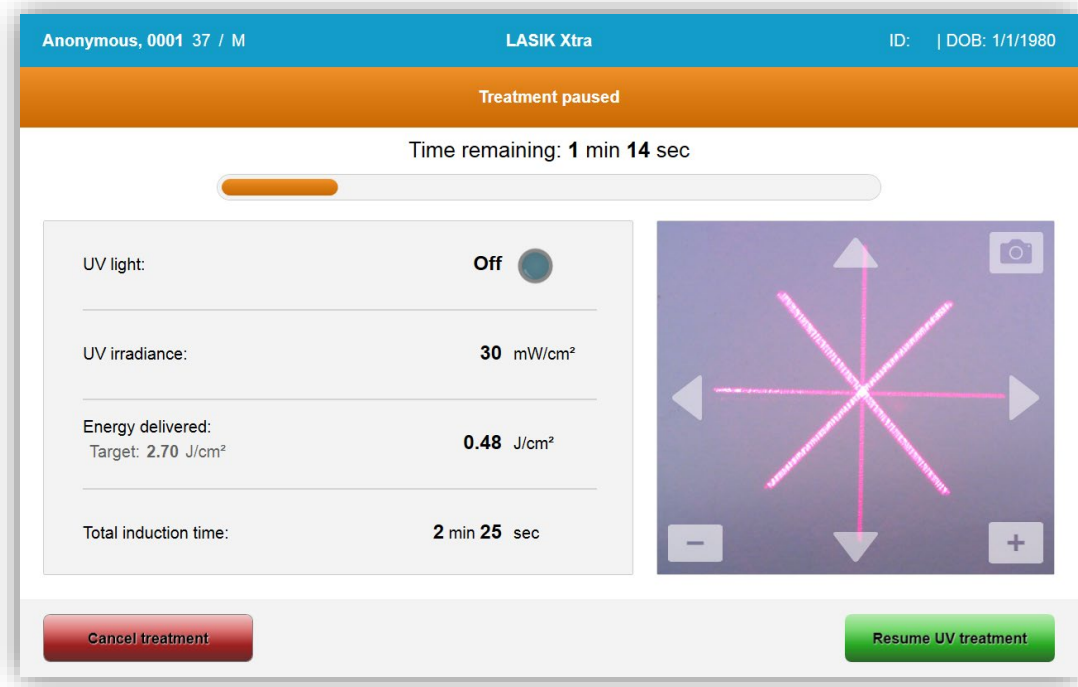 Anonymous, 0001 37 / M LASIK Xtra ID: | DOB: 1/1/1980
Treatment paused
Time remaining: 1 min 14 sec
UV light: Off
UV irradiance: 30 mW/cm²
Energy delivered: 0.48 J/cm²
Target: 2.70 J/cm²
Total induction time: 2 min 25 sec
− +
Cancel treatment Resume UV treatment